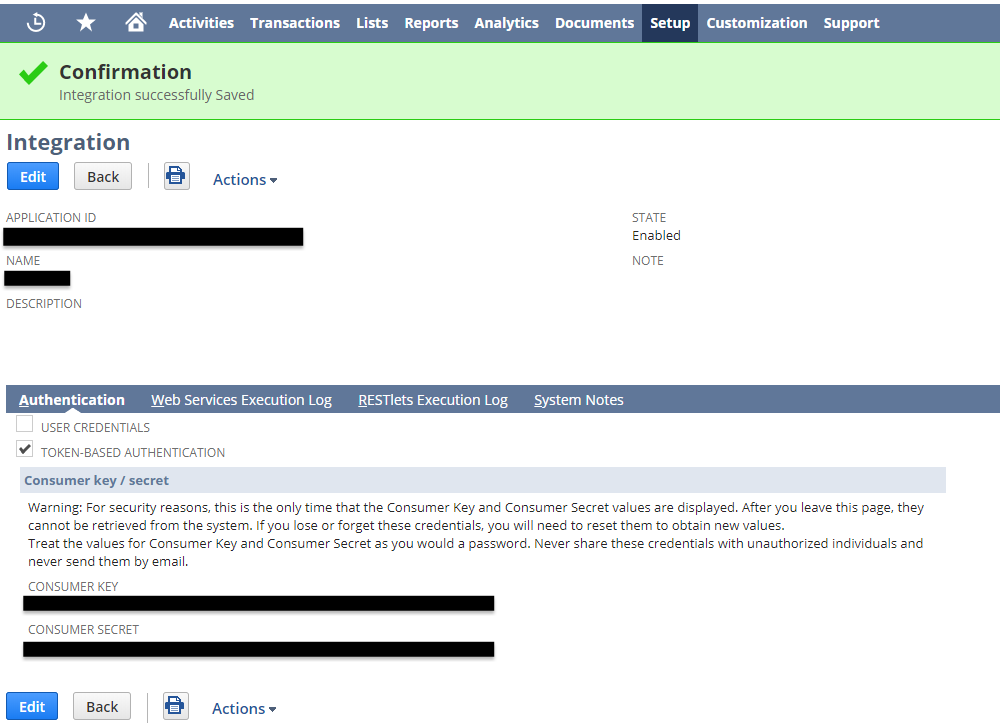 Activities Transactions Lists Reports Analytics Documents Setup Customization Support
Confirmation
Integration successfully Saved
Integration
Edit Back Actions
APPLICATION ID
STATE
Enabled
NAME
NOTE
DESCRIPTION
Authentication Web Services Execution Log RESTlets Execution Log System Notes
USER CREDENTIALS
TOKEN-BASED AUTHENTICATION
Consumer key / secret
Warning: For security reasons, this is the only time that the Consumer Key and Consumer Secret values are displayed. After you leave this page, they
cannot be retrieved from the system. If you lose or forget these credentials, you will need to reset them to obtain new values.
Treat the values for Consumer Key and Consumer Secret as you would a password. Never share these credentials with unauthorized individuals and
never send them by email.
CONSUMER KEY
CONSUMER SECRET
Edit Back Actions